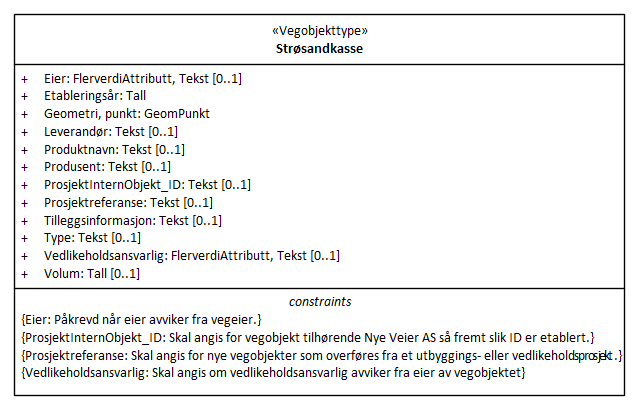 «Vegobjekttype»
Strøsandkasse
+ Eier: FlerverdiAttributt, Tekst [0..1]
+ Etableringsår: Tall
+ Geometri, punkt: GeomPunkt
+ Leverandør: Tekst [0..1]
+ Produktnavn: Tekst [0..1]
+ Produsent: Tekst [0..1]
+ ProsjektInternObjekt_ID: Tekst [0..1]
+ Prosjektreferanse: Tekst [0..1]
+ Tilleggsinformasjon: Tekst [0..1]
+ Type: Tekst [0..1]
+ Vedlikeholdsansvarlig: FlerverdiAttributt, Tekst [0..1]
+ Volum: Tall [0..1]
constraints
{Eier: Påkrevd når eier avviker fra vegeier.}
{ProsjektInternObjekt_ID: Skal angis for vegobjekt tilhørende Nye Veier AS så fremt slik ID er etablert.}
{Prosjektreferanse: Skal angis for nye vegobjekter som overføres fra et utbyggings- eller vedlikeholdsprosjekt.}
{Vedlikeholdsansvarlig: Skal angis om vedlikeholdsansvarlig avviker fra eier av vegobjektet}